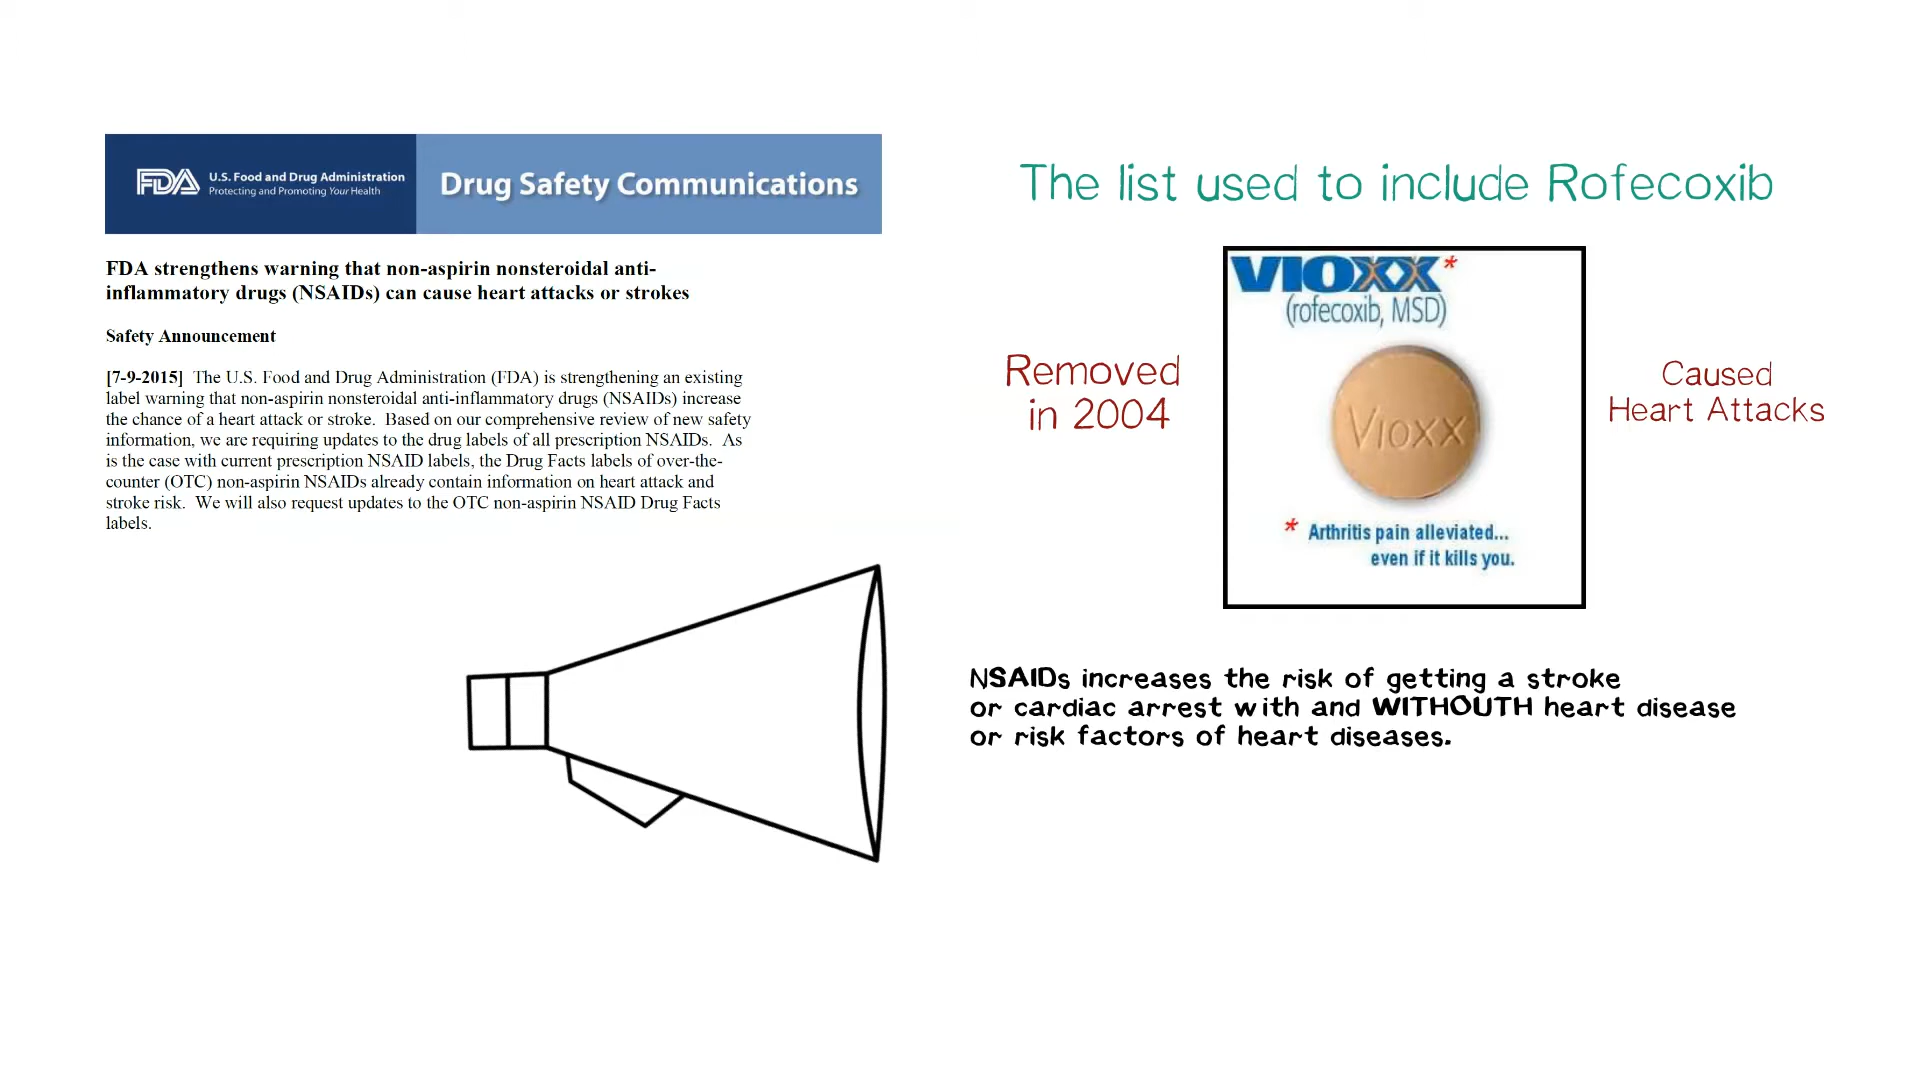 FDA U.S. Food and Drug Administration
Protecting and Promoting Your Health
Drug Safety Communications
FDA strengthens warning that non-aspirin nonsteroidal anti-
inflammatory drugs (NSAIDs) can cause heart attacks or strokes
Safety Announcement
[7-9-2015] The U.S. Food and Drug Administration (FDA) is strengthening an existing
label warning that non-aspirin nonsteroidal anti-inflammatory drugs (NSAIDs) increase
the chance of a heart attack or stroke. Based on our comprehensive review of new safety
information, we are requiring updates to the drug labels of all prescription NSAIDs. As
is the case with current prescription NSAID labels, the Drug Facts labels of over-the-
counter (OTC) non-aspirin NSAIDs already contain information on heart attack and
stroke risk. We will also request updates to the OTC non-aspirin NSAID Drug Facts
labels.
The list used to include Rofecoxib
Removed
in 2004
VIOXX*
(rofecoxib, MSD)
Vioxx
* Arthritis pain alleviated...
even if it kills you.
Caused
Heart Attacks
NSAIDs increases the risk of getting a stroke
or cardiac arrest with and WITHOUTH heart disease
or risk factors of heart diseases.